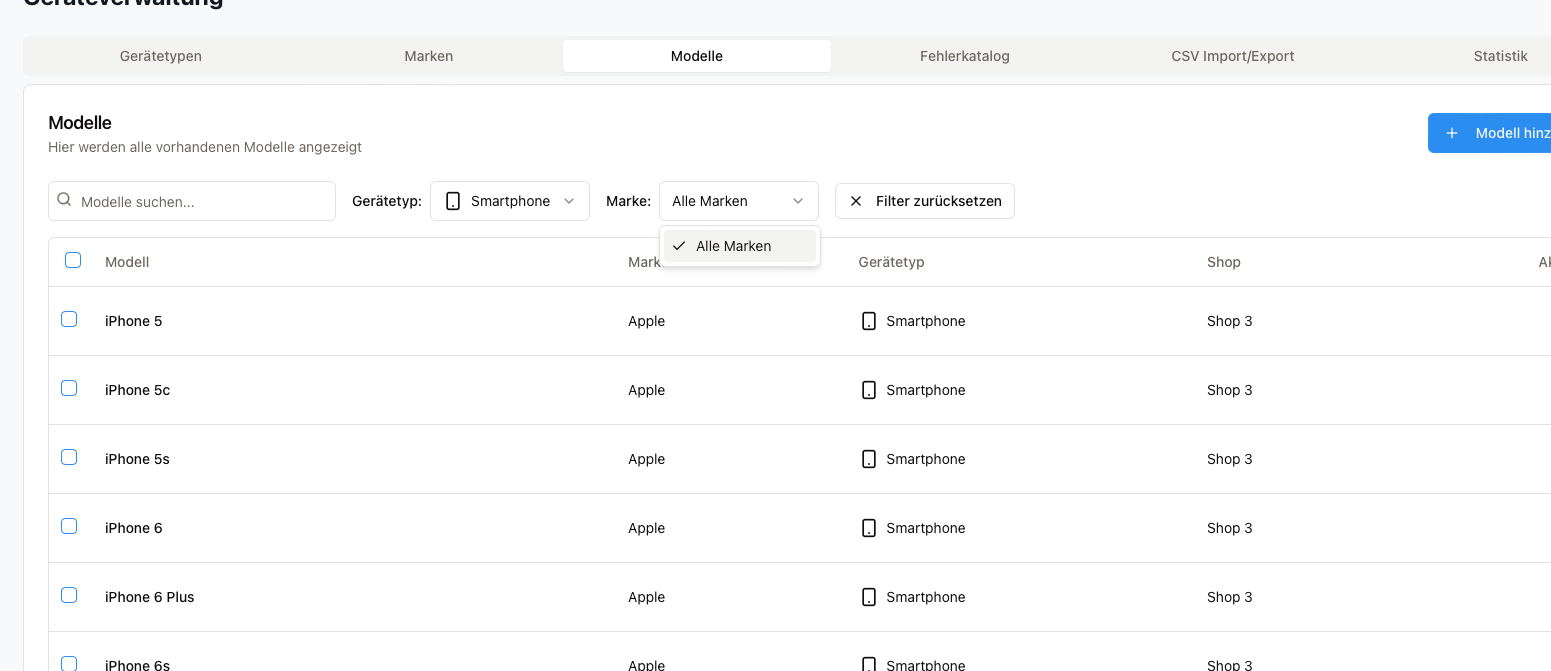 Geräteverwaltung
Gerätetypen Marken Modelle Fehlerkatalog CSV Import/Export Statistik
Modelle
Hier werden alle vorhandenen Modelle angezeigt
Modell hinz
Modelle suchen... Gerätetyp: Smartphone Marke: Alle Marken Filter zurücksetzen
Alle Marken
Modell Mark Gerätetyp Shop Ak
iPhone 5 Apple Smartphone Shop 3
iPhone 5c Apple Smartphone Shop 3
iPhone 5s Apple Smartphone Shop 3
iPhone 6 Apple Smartphone Shop 3
iPhone 6 Plus Apple Smartphone Shop 3
iPhone 6s Apple Smartphone Shop 3